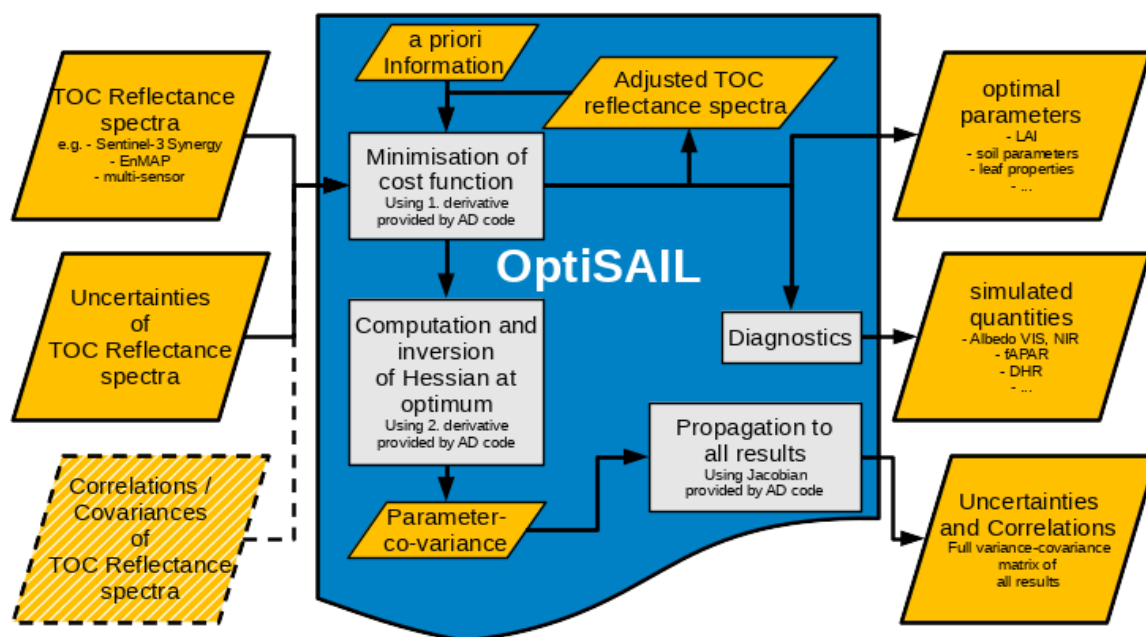 TOC Reflectance
spectra
e.g. - Sentinel-3 Synergy
- EnMAP
- multi-sensor
Uncertainties
of
TOC Reflectance
spectra
Correlations /
Covariances
of
TOC Reflectance
spectra
a priori
Information
Adjusted TOC
reflectance spectra
Minimisation of
cost function
Using 1. derivative
provided by AD code
OptiSAIL
Computation and
inversion
of Hessian at
optimum
Using 2. derivative
provided by AD code
Diagnostics
Propagation to
all results
Using Jacobian
provided by AD code
Parameter-
co-variance
optimal
parameters
- LAI
- soil parameters
- leaf properties
- ...
simulated
quantities
- Albedo VIS, NIR
- fAPAR
- DHR
- ...
Uncertainties
and Correlations
Full variance-covariance
matrix of
all results